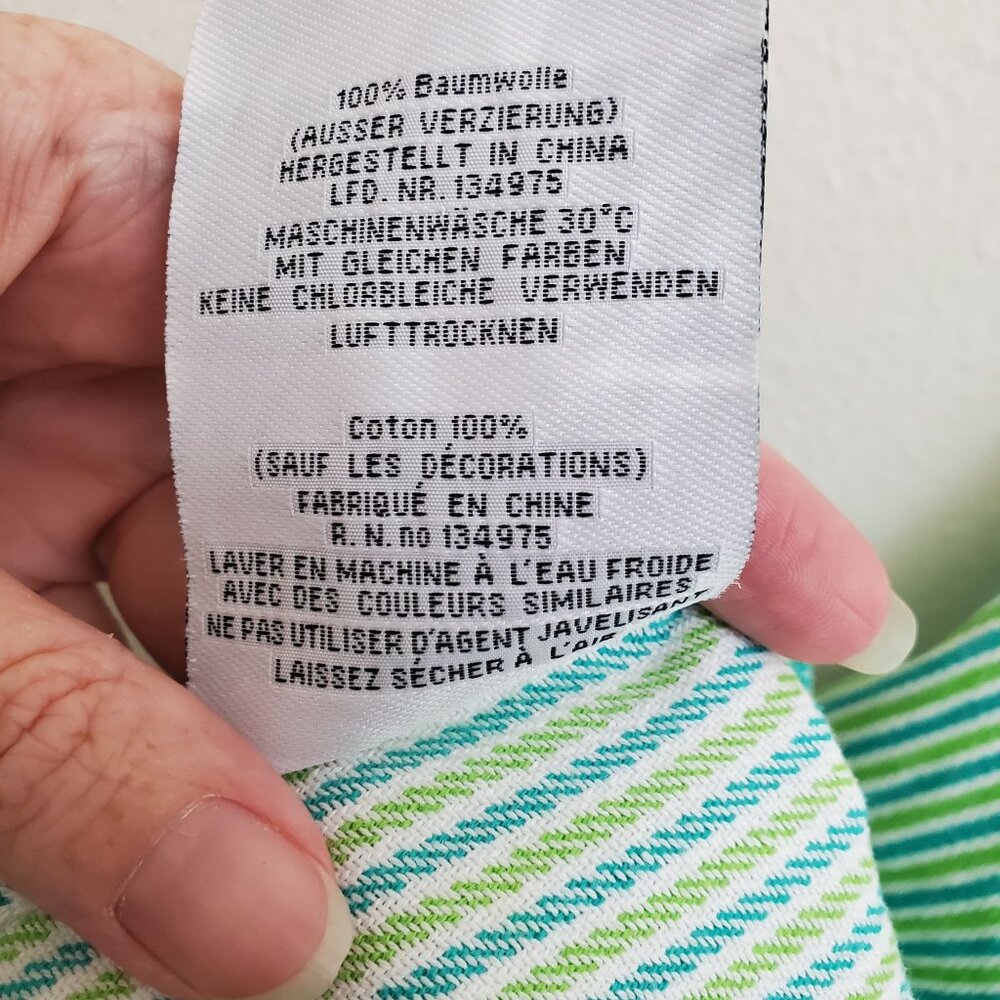 100% Baumwolle
(AUSSER VERZIERUNG)
HERGESTELLT IN CHINA
LFD. NR. 134975
MASCHINENWÄSCHE 30°C
MIT GLEICHEN FARBEN
KEINE CHLORBLEICHE VERWENDEN
LUFTTROCKNEN
Coton 100%
(SAUF LES DÉCORATIONS)
FABRIQUÉ EN CHINE
R. N. no 134975
LAVER EN MACHINE À L'EAU FROIDE
AVEC DES COULEURS SIMILAIRES
NE PAS UTILISER D'AGENT JAVELISANT
LAISSEZ SÉCHER À